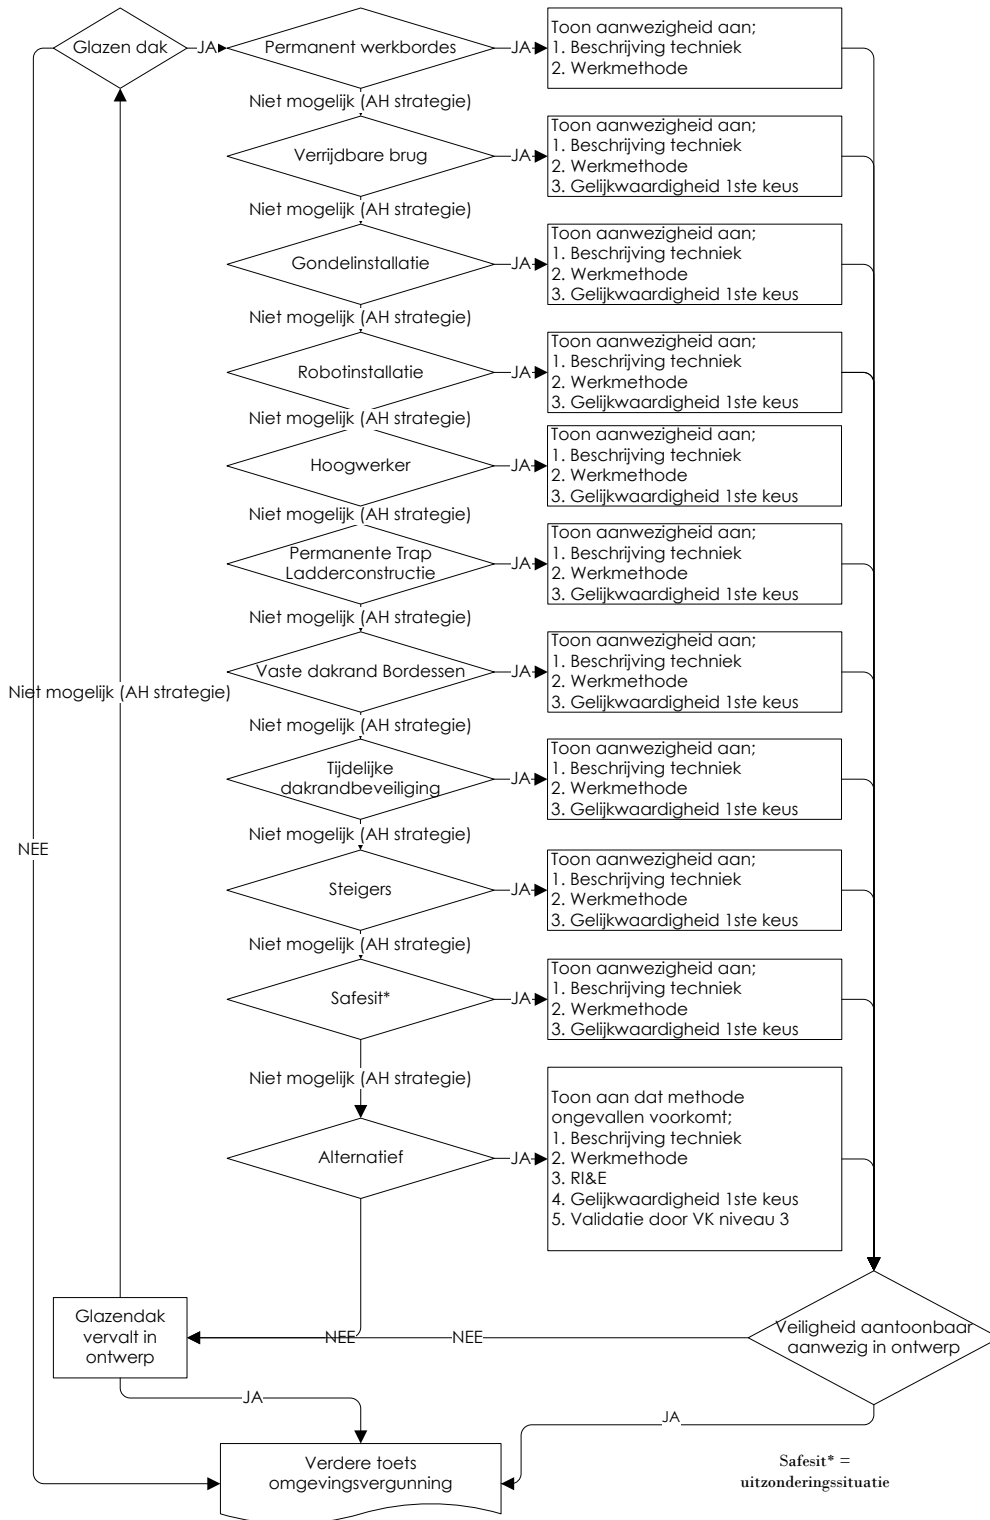 Glazen dak
JA
Permanent werkbordes
JA
Toon aanwezigheid aan;
1. Beschrijving techniek
2. Werkmethode
Niet mogelijk (AH strategie)
Verrijdbare brug
JA
Toon aanwezigheid aan;
1. Beschrijving techniek
2. Werkmethode
3. Gelijkwaardigheid 1ste keus
Niet mogelijk (AH strategie)
Gondelinstallatie
JA
Toon aanwezigheid aan;
1. Beschrijving techniek
2. Werkmethode
3. Gelijkwaardigheid 1ste keus
Niet mogelijk (AH strategie)
Robotinstallatie
JA
Toon aanwezigheid aan;
1. Beschrijving techniek
2. Werkmethode
3. Gelijkwaardigheid 1ste keus
Niet mogelijk (AH strategie)
Hoogwerker
JA
Toon aanwezigheid aan;
1. Beschrijving techniek
2. Werkmethode
3. Gelijkwaardigheid 1ste keus
Niet mogelijk (AH strategie)
Permanente Trap
Ladderconstructie
JA
Toon aanwezigheid aan;
1. Beschrijving techniek
2. Werkmethode
3. Gelijkwaardigheid 1ste keus
Niet mogelijk (AH strategie)
Vaste dakrand Bordessen
JA
Toon aanwezigheid aan;
1. Beschrijving techniek
2. Werkmethode
3. Gelijkwaardigheid 1ste keus
Niet mogelijk (AH strategie)
Niet mogelijk (AH strategie)
Tijdelijke
dakrandbeveiliging
JA
Toon aanwezigheid aan;
1. Beschrijving techniek
2. Werkmethode
3. Gelijkwaardigheid 1ste keus
Niet mogelijk (AH strategie)
NEE
Steigers
JA
Toon aanwezigheid aan;
1. Beschrijving techniek
2. Werkmethode
3. Gelijkwaardigheid 1ste keus
Niet mogelijk (AH strategie)
Safesit*
JA
Toon aanwezigheid aan;
1. Beschrijving techniek
2. Werkmethode
3. Gelijkwaardigheid 1ste keus
Niet mogelijk (AH strategie)
Alternatief
JA
Toon aan dat methode
ongevallen voorkomt;
1. Beschrijving techniek
2. Werkmethode
3. RI&E
4. Gelijkwaardigheid 1ste keus
5. Validatie door VK niveau 3
Glazendak
vervalt in
ontwerp
NEE
NEE
Veiligheid aantoonbaar
aanwezig in ontwerp
JA
JA
Verdere toets
omgevingsvergunning
Safesit* =
uitzonderingssituatie